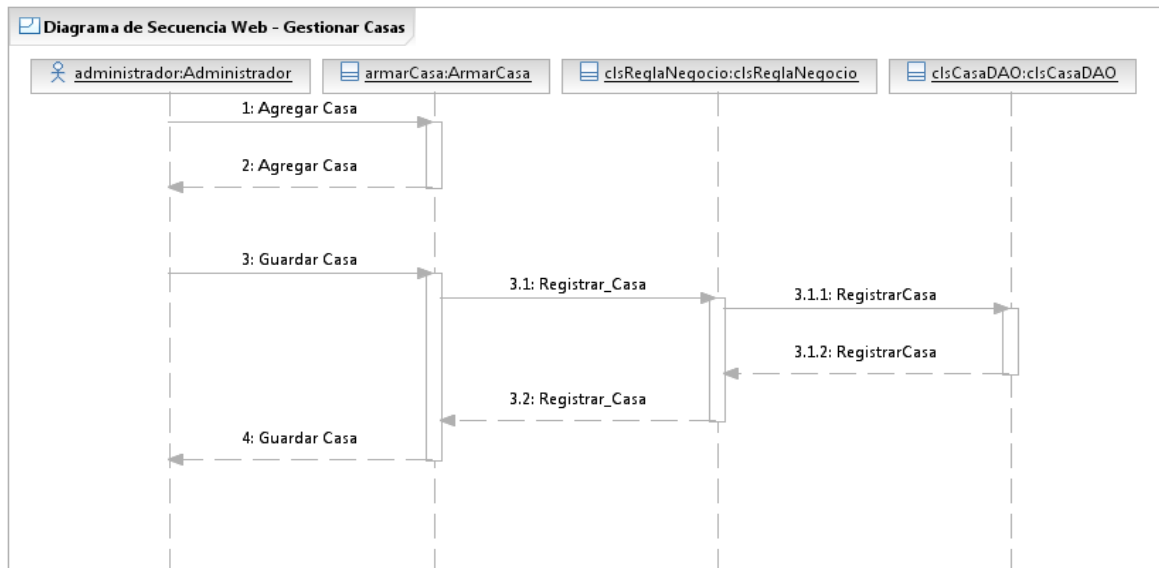 Diagrama de Secuencia Web - Gestionar Casas
administrador:Administrador
armarCasa:ArmarCasa
clsReglaNegocio:clsReglaNegocio
clsCasaDAO:clsCasaDAO
1: Agregar Casa
2: Agregar Casa
3: Guardar Casa
3.1: Registrar_Casa
3.1.1: RegistrarCasa
3.1.2: RegistrarCasa
3.2: Registrar_Casa
4: Guardar Casa